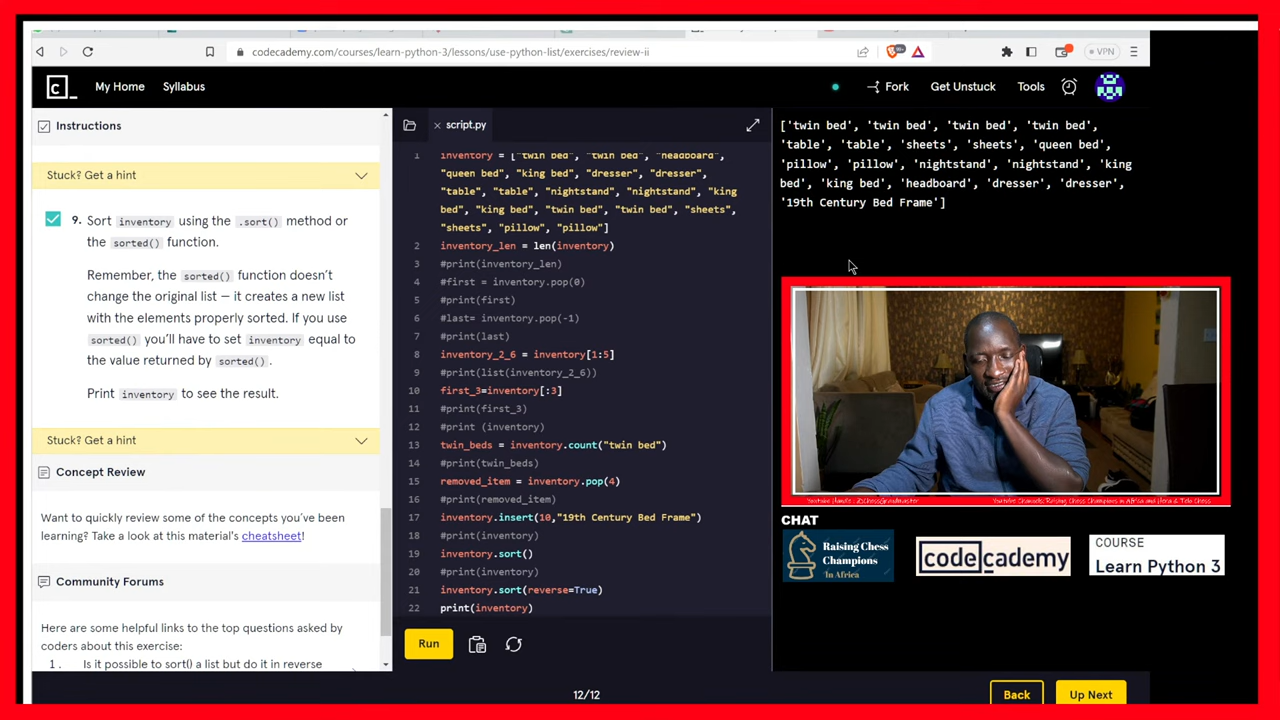 codecademy.com/courses/learn-python-3/lessons/use-python-list/exercises/review-ii
99+
VPN
c_
My Home
Syllabus
Fork
Get Unstuck
Tools
Instructions
Stuck? Get a hint
9. Sort inventory using the .sort() method or
the sorted() function.
Remember, the sorted() function doesn't
change the original list — it creates a new list
with the elements properly sorted. If you use
sorted() you'll have to set inventory equal to
the value returned by sorted().
Print inventory to see the result.
Stuck? Get a hint
Concept Review
Want to quickly review some of the concepts you've been
learning? Take a look at this material's cheatsheet!
Community Forums
Here are some helpful links to the top questions asked by
coders about this exercise:
1. Is it possible to sort() a list but do it in reverse
script.py
1 inventory = ["twin bed", "twin bed", "headboard",
"queen bed", "king bed", "dresser", "dresser",
"table", "table", "nightstand", "nightstand", "king
bed", "king bed", "twin bed", "twin bed", "sheets",
"sheets", "pillow", "pillow"]
2 inventory_len = len(inventory)
3 #print(inventory_len)
4 #first = inventory.pop(0)
5 #print(first)
6 #last= inventory.pop(-1)
7 #print(last)
8 inventory_2_6 = inventory[1:5]
9 #print(list(inventory_2_6))
10 first_3=inventory[:3]
11 #print(first_3)
12 #print (inventory)
13 twin_beds = inventory.count("twin bed")
14 #print(twin_beds)
15 removed_item = inventory.pop(4)
16 #print(removed_item)
17 inventory.insert(10,"19th Century Bed Frame")
18 #print(inventory)
19 inventory.sort()
20 #print(inventory)
21 inventory.sort(reverse=True)
22 print(inventory)
Run
['twin bed', 'twin bed', 'twin bed', 'twin bed',
'table', 'table', 'sheets', 'sheets', 'queen bed',
'pillow', 'pillow', 'nightstand', 'nightstand', 'king
bed', 'king bed', 'headboard', 'dresser', 'dresser',
'19th Century Bed Frame']
CHAT
Raising Chess
Champions
In Africa
codecademy
COURSE
Learn Python 3
12/12
Back
Up Next